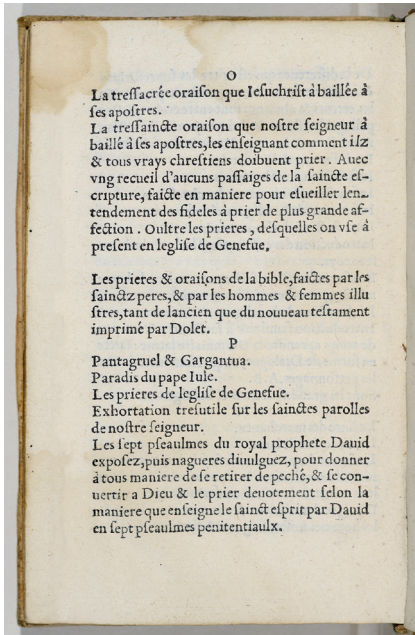 O
La tressacrée oraison que Iesuchrist à baillée à
ses apostres.
La tressaincte oraison que nostre seigneur à
baillé à ses apostres, les enseignant comment ilz
& tous vrays chrestiens doibuent prier. Auec
vng recueil d'aucuns passaiges de la saincte es-
cripture, faicte en maniere pour esueiller len-
tendement des fideles à prier de plus grande af-
fection. Oultre les prieres, desquelles on vse à
present en leglise de Genefue.
Les prieres & oraisons de la bible, faictes par les
sainctz peres, & par les hommes & femmes illu
stres, tant de lancien que du nouueau testament
imprimé par Dolet.
P
Pantagruel & Gargantua.
Paradis du pape Iule.
Les prieres de leglise de Genefue.
Exhortation tresutile sur les sainctes parolles
de nostre seigneur.
Les sept pseaulmes du royal prophete Dauid
exposez, puis nagueres diuulguez, pour donner
à tous maniere de se retirer de peché, & se con-
uertir a Dieu & le prier deuotement selon la
maniere que enseigne le sainct esprit par Dauid
en sept pseaulmes penitentiaulx.